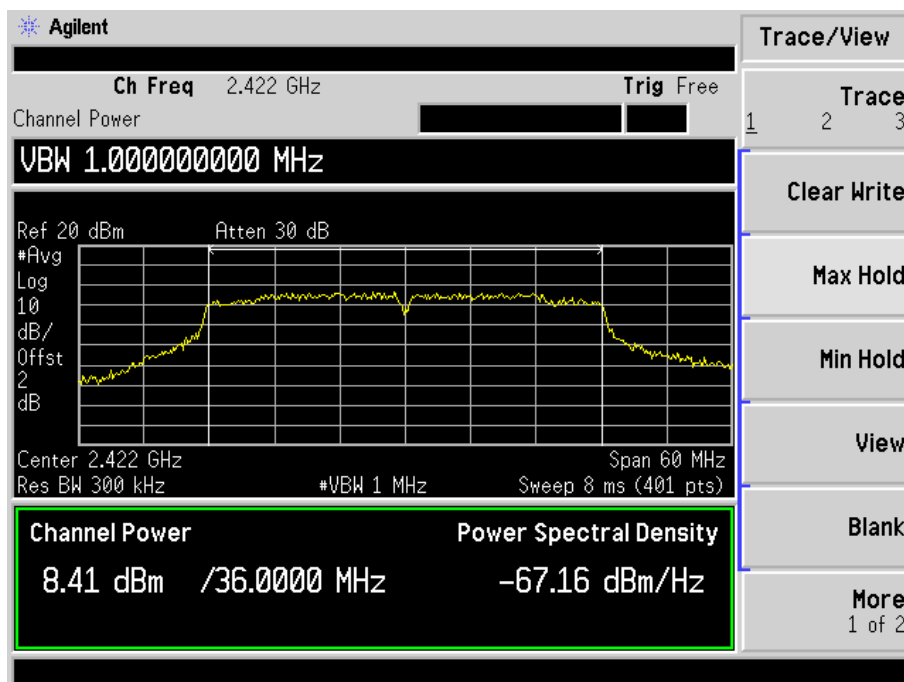 Agilent
Trace/View
Ch Freq 2.422 GHz Trig Free
Channel Power
Trace
1 2 3
VBW 1.000000000 MHz
Clear Write
Ref 20 dBm Atten 30 dB
#Avg
Log
10
dB/
Offst
2
dB
Max Hold
Min Hold
View
Center 2.422 GHz Span 60 MHz
Res BW 300 kHz #VBW 1 MHz Sweep 8 ms (401 pts)
Channel Power Power Spectral Density
8.41 dBm /36.0000 MHz -67.16 dBm/Hz
Blank
More
1 of 2